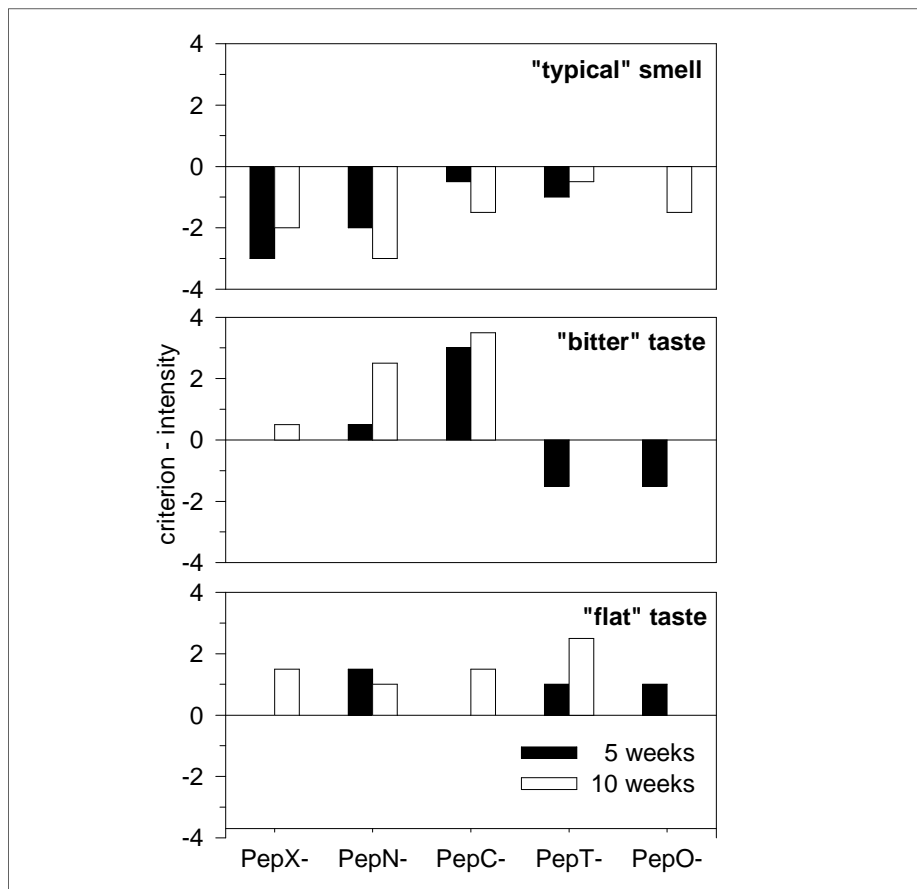 4
"typical" smell
2
0
-2
-4
4
"bitter" taste
2
0
-2
-4
criterion - intensity
4
"flat" taste
2
0
5 weeks
-2
10 weeks
-4
PepX- PepN- PepC- PepT- PepO-